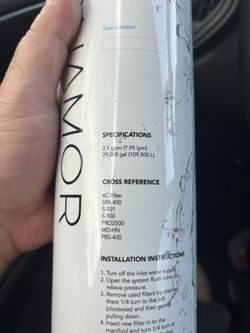 NAMOR
Date Installed
SPECIFICATIONS
2.1 gpm (7.95 lpm)
29,000 gal (109,500 L)
CROSS REFERENCE
4C Filter
SPA 400
S-101
S-100
PRO2500
MD-HN
PBS-400
INSTALLATION INSTRUCTIONS
1. Turn off the inlet water supply.
2. Open the system flush valve
relieve pressure.
3. Remove used filters by rotating
them 1/4 turn to the left
(clockwise) and then gently
pulling down.
4. Insert new filter in to the
manifold and turn 1/4 turn to